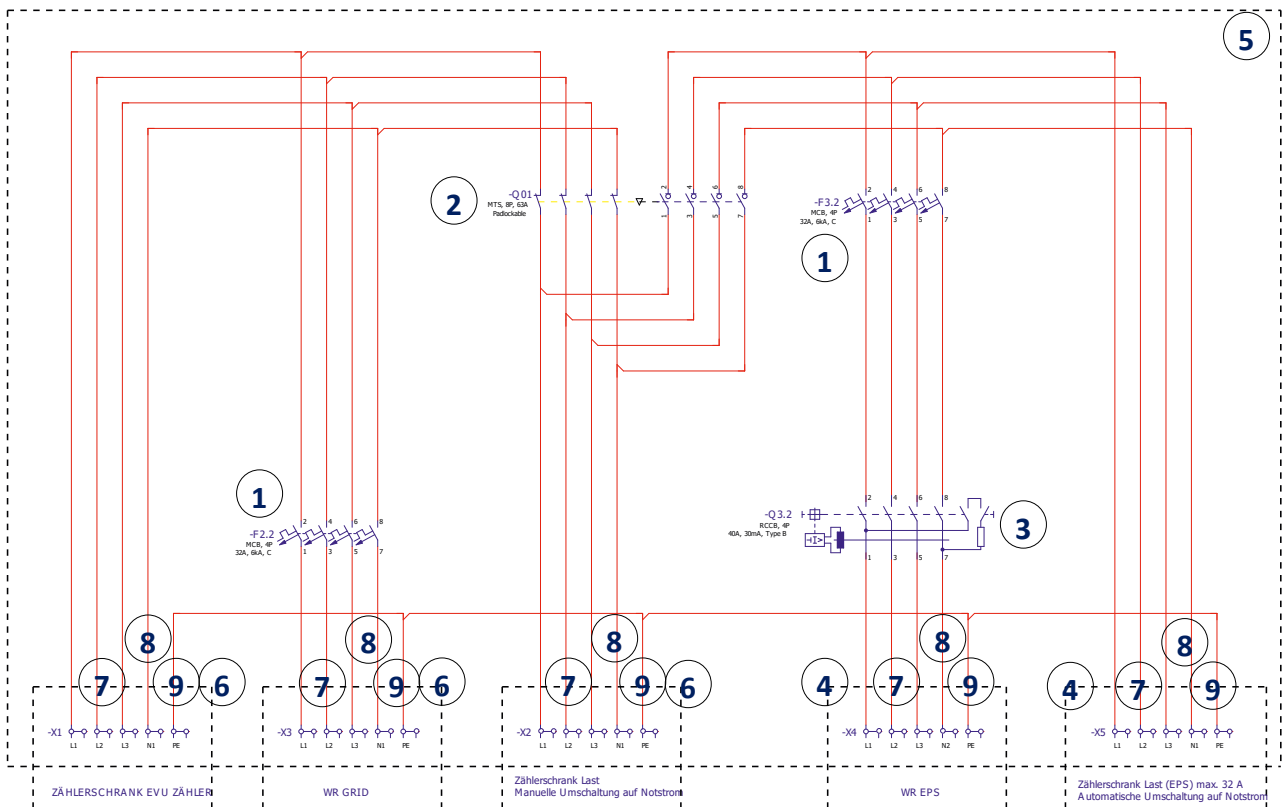 5
2
-Q01
MTS, 8P, 63A
Padlockable
2 4 6 8
1 3 5 7
-F3.2
MCB, 4P
32A, 6kA, C
2 4 6 8
1 3 5 7
1
1
-F2.2
MCB, 4P
32A, 6kA, C
2 4 6 8
1 3 5 7
-Q3.2
RCCB, 4P
40A, 30mA, Type B
2 4 6 8
I>
1 3 5 7
3
8 8 8 8 8
7 9 6 7 9 6 7 9 6 4 7 9 4 7 9
-X1 L1 L2 L3 N1 PE
-X3 L1 L2 L3 N1 PE
-X2 L1 L2 L3 N1 PE
-X4 L1 L2 L3 N2 PE
-X5 L1 L2 L3 N1 PE
ZÄHLERSCHRANK EVU ZÄHLER
WR GRID
Zählerschrank Last
Manuelle Umschaltung auf Notstrom
WR EPS
Zählerschrank Last (EPS) max. 32 A
Automatische Umschaltung auf Notstrom